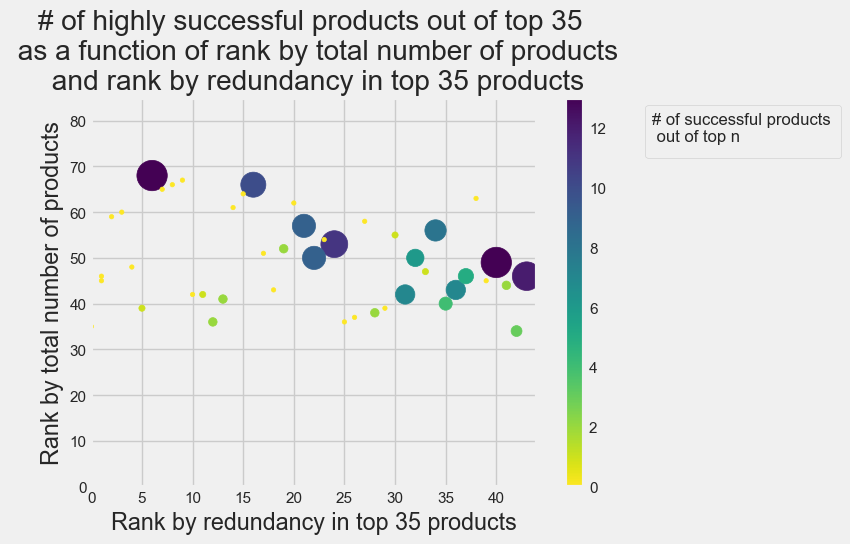 # of highly successful products out of top 35
as a function of rank by total number of products
and rank by redundancy in top 35 products
# of successful products
out of top n
Rank by total number of products
80
70
60
50
40
30
20
10
0
0 5 10 15 20 25 30 35 40
Rank by redundancy in top 35 products
12
10
8
6
4
2
0